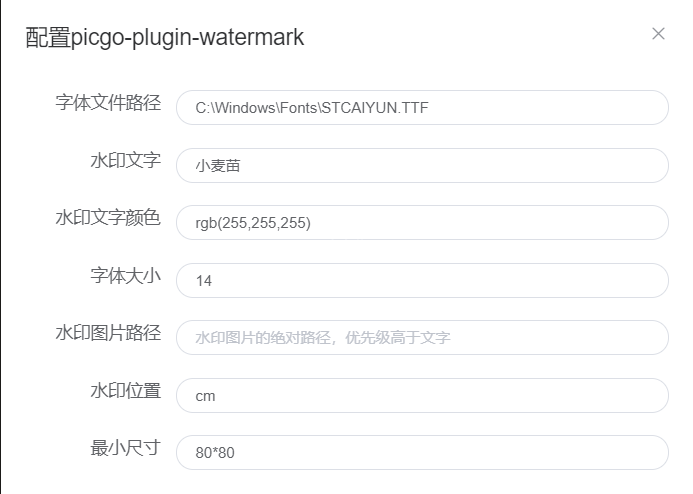 配置picgo-plugin-watermark
字体文件路径 C:\Windows\Fonts\STCAIYUN.TTF
水印文字 小麦苗
水印文字颜色 rgb(255,255,255)
字体大小 14
水印图片路径 水印图片的绝对路径，优先级高于文字
水印位置 cm
最小尺寸 80*80